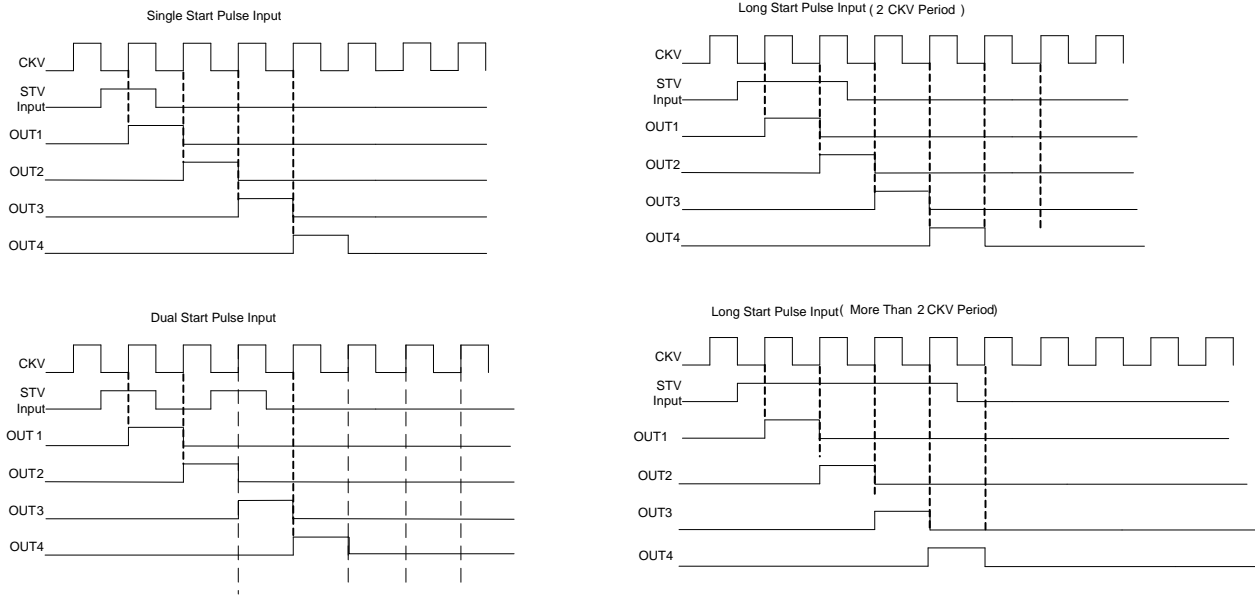 Single Start Pulse Input
CKV
STV
Input
OUT1
OUT2
OUT3
OUT4
Long Start Pulse Input ( 2 CKV Period )
CKV
STV
Input
OUT1
OUT2
OUT3
OUT4
Dual Start Pulse Input
CKV
STV
Input
OUT 1
OUT2
OUT3
OUT4
Long Start Pulse Input( More Than 2 CKV Period)
CKV
STV
Input
OUT1
OUT2
OUT3
OUT4